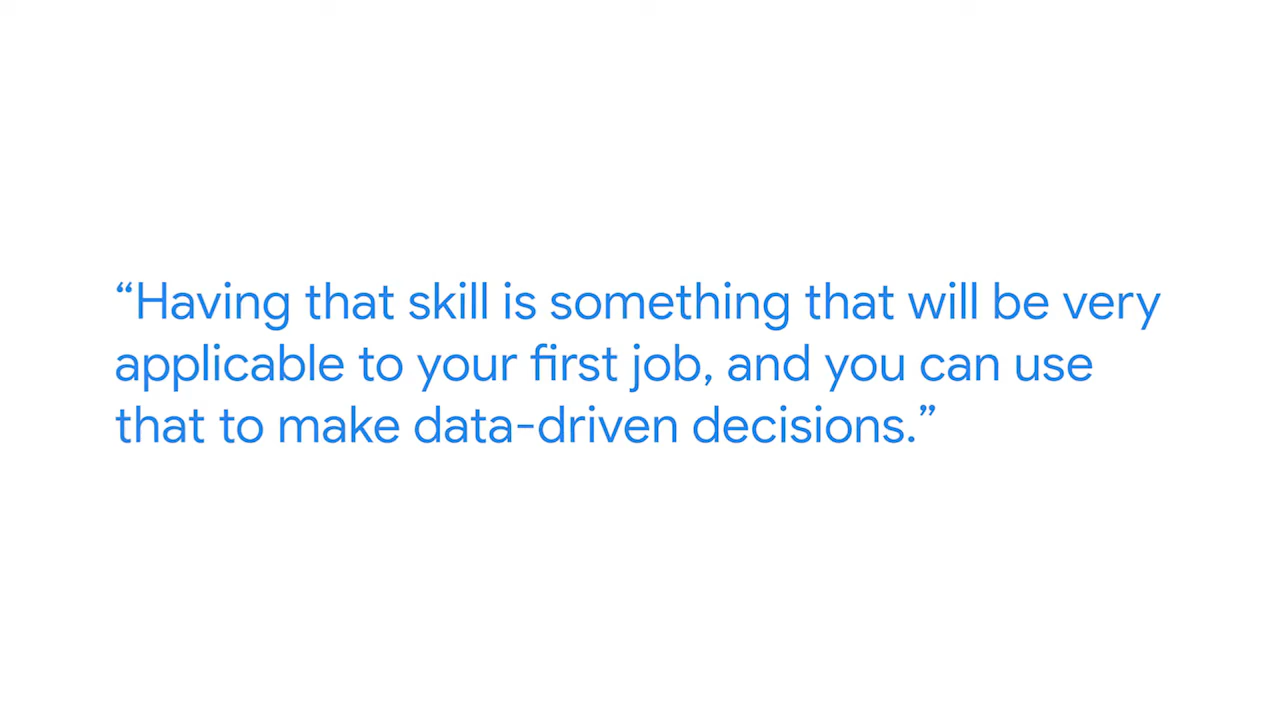 “Having that skill is something that will be very
applicable to your first job, and you can use
that to make data-driven decisions.”